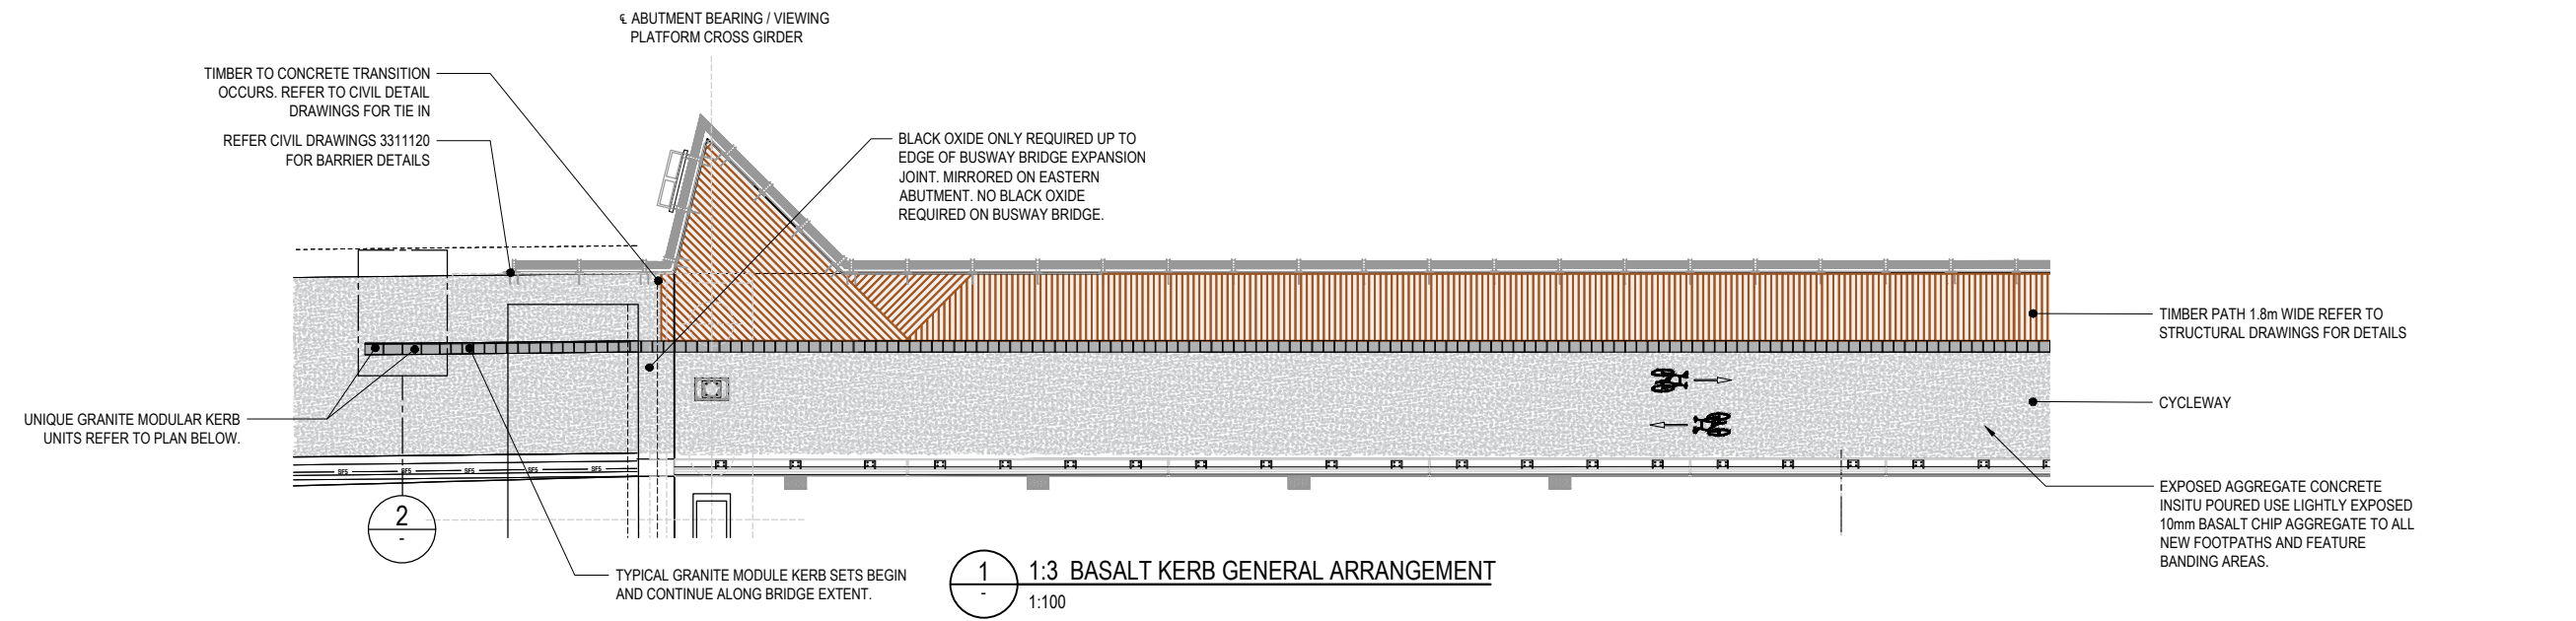 ℄ ABUTMENT BEARING / VIEWING
PLATFORM CROSS GIRDER
TIMBER TO CONCRETE TRANSITION
OCCURS. REFER TO CIVIL DETAIL
DRAWINGS FOR TIE IN
REFER CIVIL DRAWINGS 3311120
FOR BARRIER DETAILS
BLACK OXIDE ONLY REQUIRED UP TO
EDGE OF BUSWAY BRIDGE EXPANSION
JOINT. MIRRORED ON EASTERN
ABUTMENT. NO BLACK OXIDE
REQUIRED ON BUSWAY BRIDGE.
TIMBER PATH 1.8m WIDE REFER TO
STRUCTURAL DRAWINGS FOR DETAILS
UNIQUE GRANITE MODULAR KERB
UNITS REFER TO PLAN BELOW.
CYCLEWAY
SF5 SF5 SF5 SF5 SF5
EXPOSED AGGREGATE CONCRETE
INSITU POURED USE LIGHTLY EXPOSED
10mm BASALT CHIP AGGREGATE TO ALL
NEW FOOTPATHS AND FEATURE
BANDING AREAS.
2
-
TYPICAL GRANITE MODULE KERB SETS BEGIN
AND CONTINUE ALONG BRIDGE EXTENT.
1
-
1:3 BASALT KERB GENERAL ARRANGEMENT
1:100